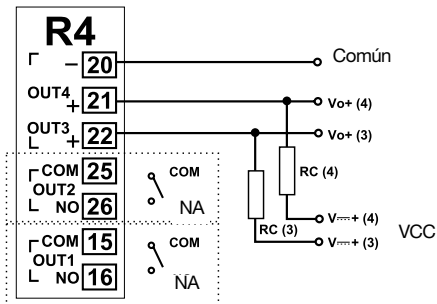 R4
− 20 Común
OUT4 + 21 Vo+ (4)
OUT3 + 22 Vo+ (3)
COM 25 COM
OUT2 RC (4)
NO 26 NA
V⎓+ (4)
RC (3) VCC
COM 15 COM V⎓+ (3)
OUT1
NO 16 NA